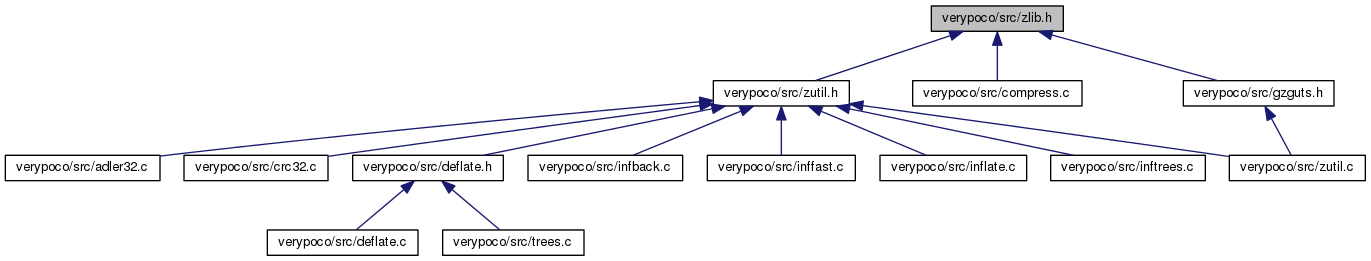 verypoco/src/zlib.h
verypoco/src/zutil.h
verypoco/src/compress.c
verypoco/src/gzguts.h
verypoco/src/adler32.c
verypoco/src/crc32.c
verypoco/src/deflate.h
verypoco/src/infback.c
verypoco/src/inffast.c
verypoco/src/inflate.c
verypoco/src/inftrees.c
verypoco/src/zutil.c
verypoco/src/deflate.c
verypoco/src/trees.c